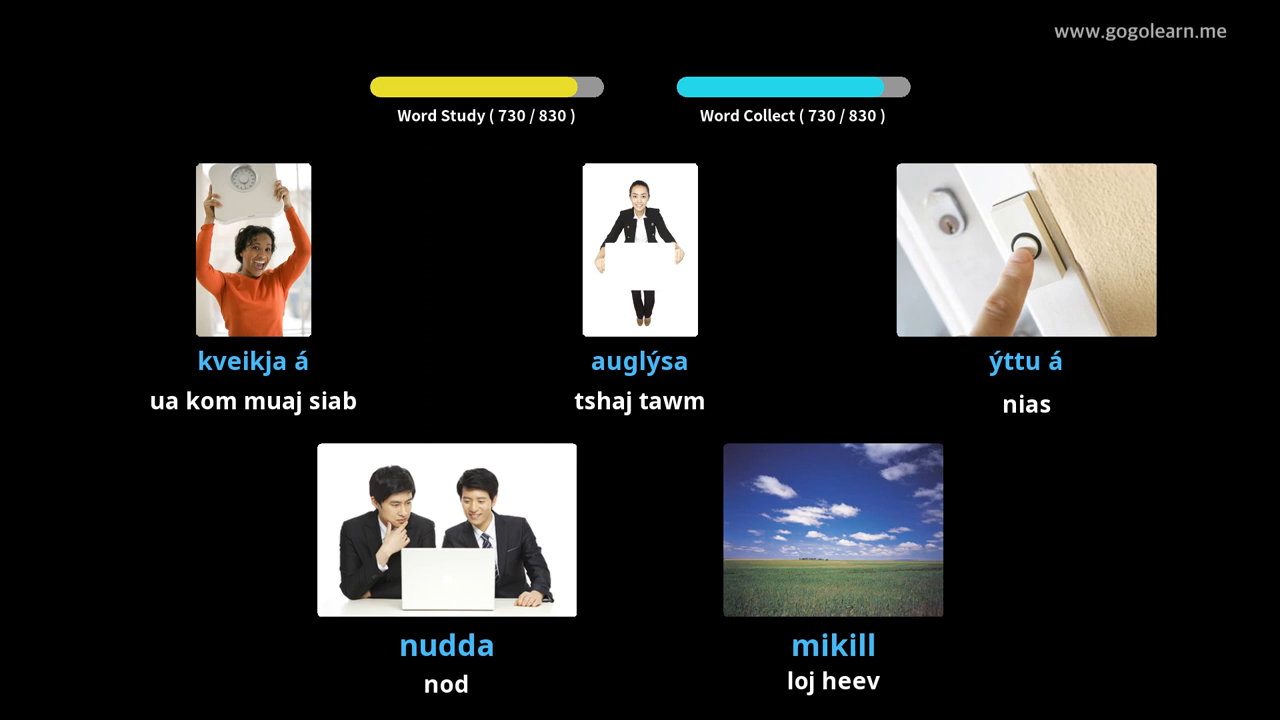 www.gogolearn.me
Word Study ( 730 / 830 )
Word Collect ( 730 / 830 )
kveikja á
ua kom muaj siab
auglýsa
tshaj tawm
ýttu á
nias
nudda
nod
mikill
loj heev